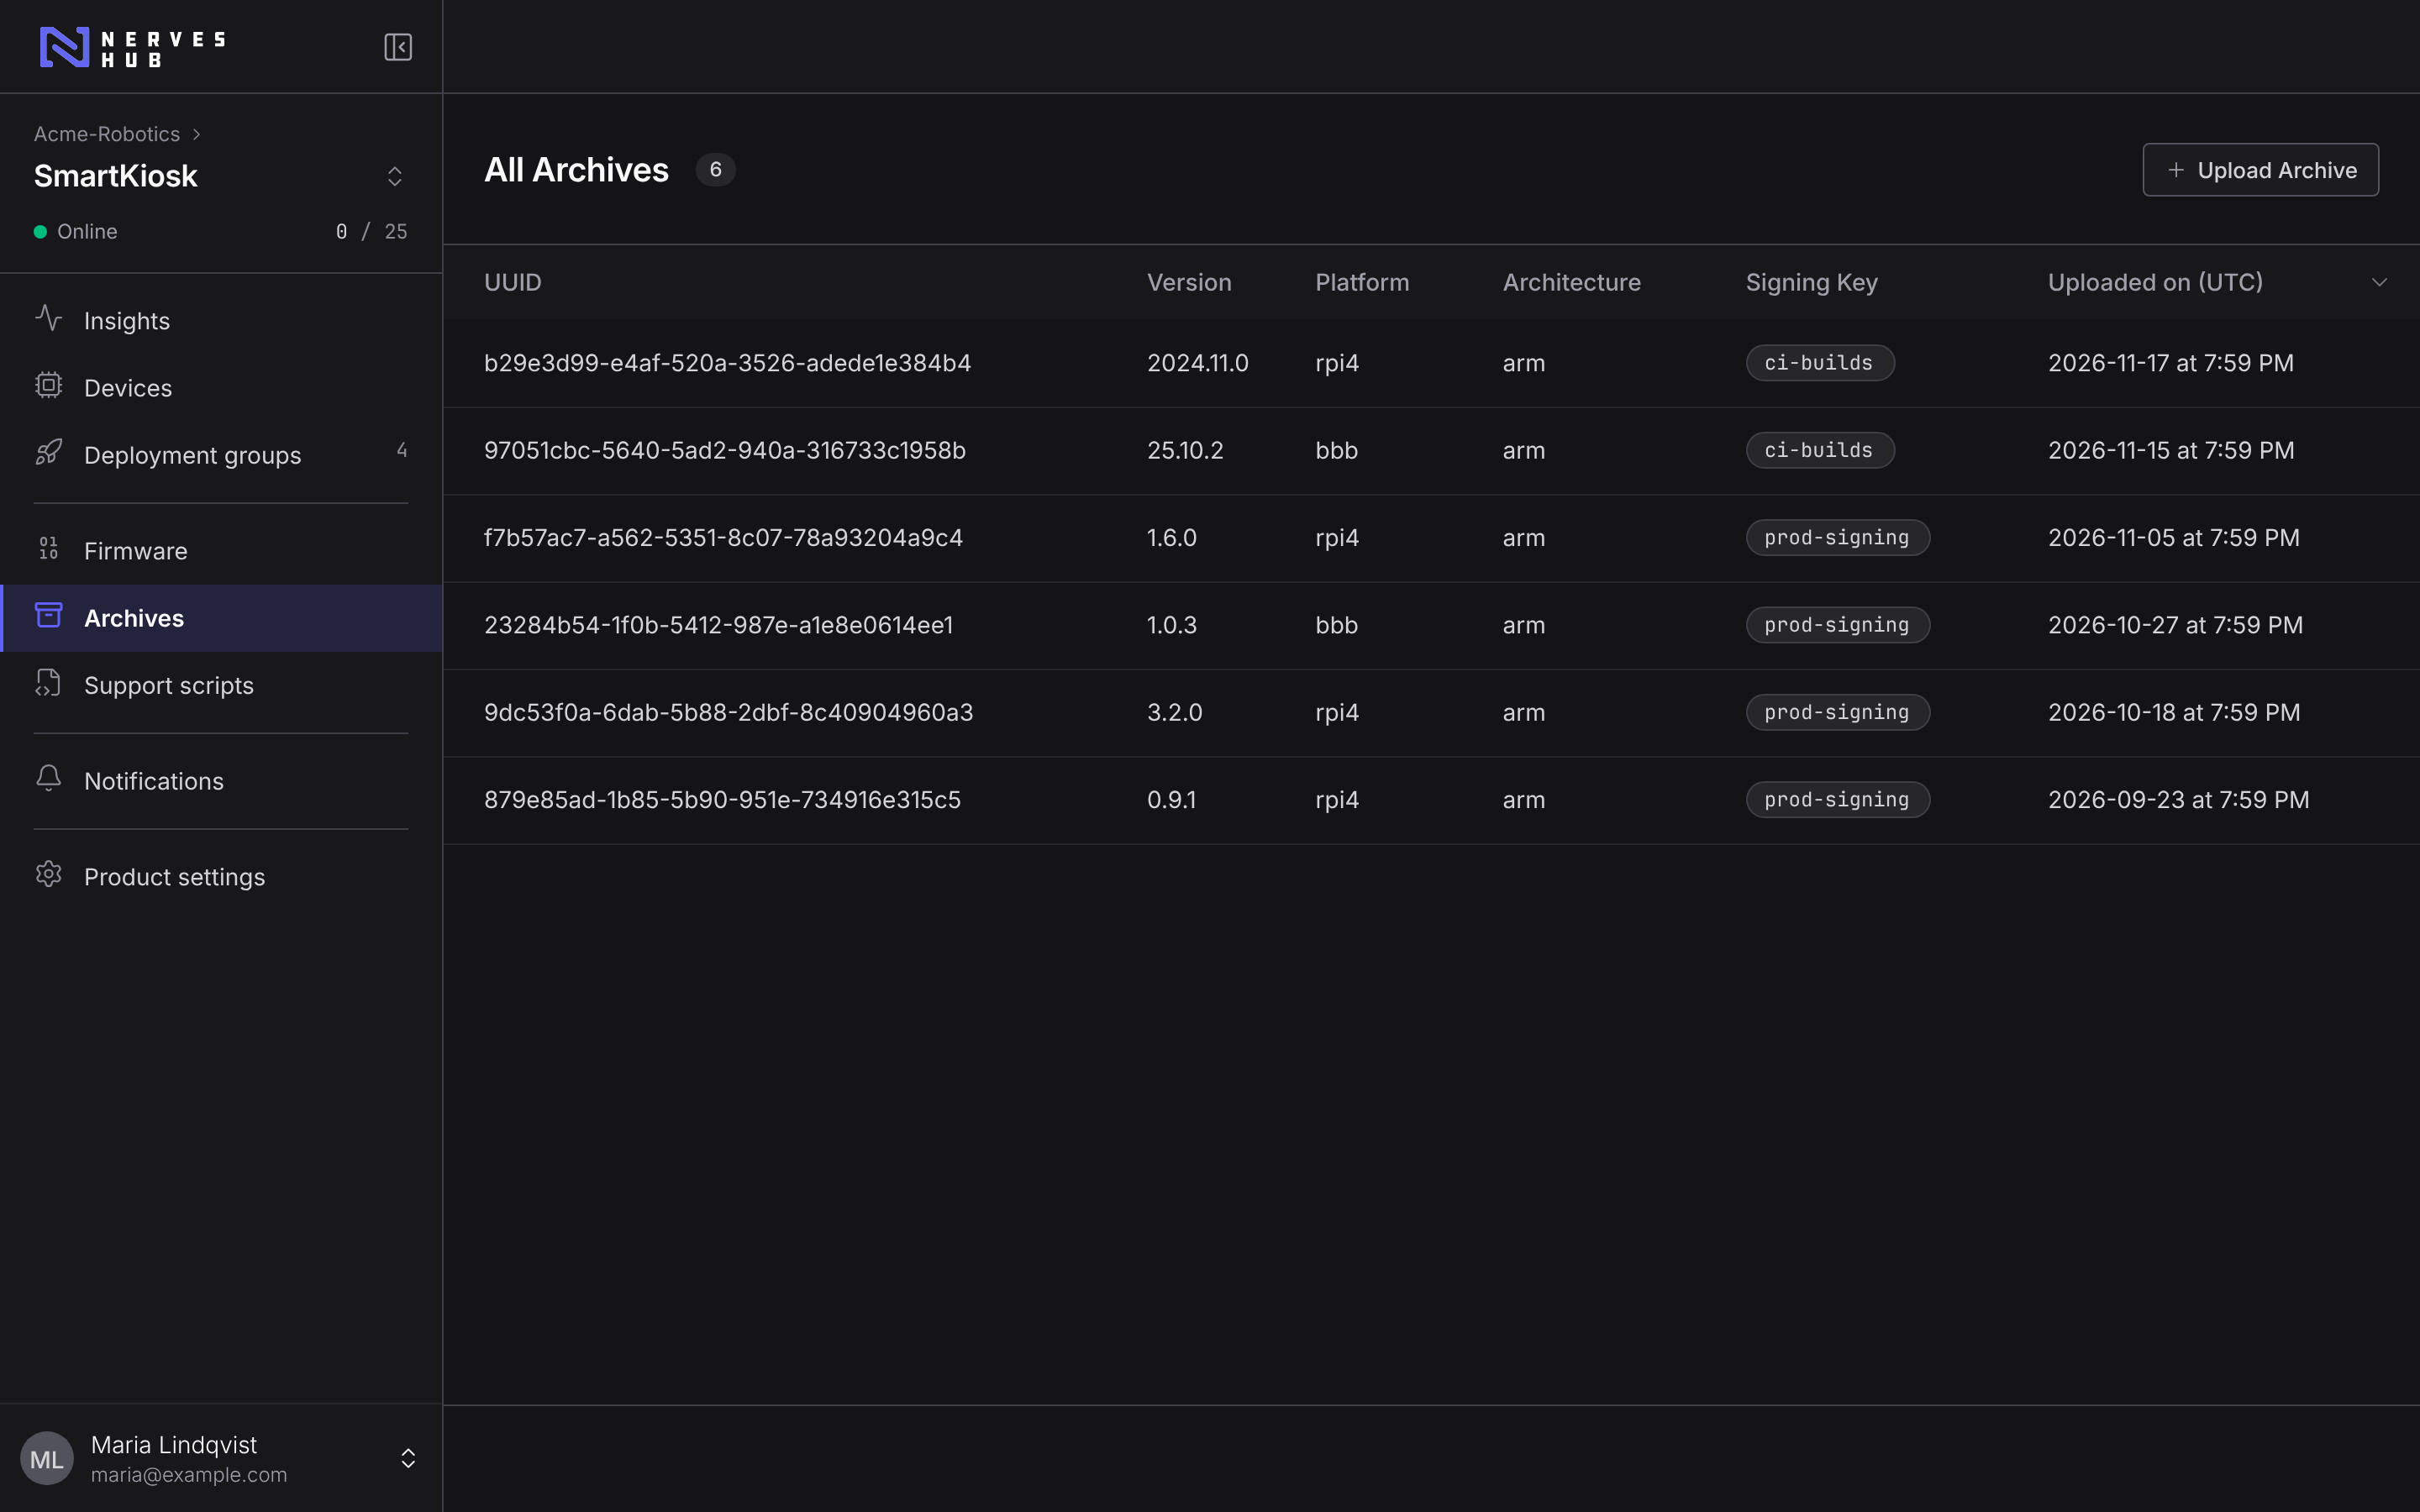 NERVES
HUB
Acme-Robotics
SmartKiosk
Online 0 / 25
Insights
Devices
Deployment groups 4
Firmware
Archives
Support scripts
Notifications
Product settings
ML
Maria Lindqvist
maria@example.com
All Archives 6
+ Upload Archive
UUID Version Platform Architecture Signing Key Uploaded on (UTC)
b29e3d99-e4af-520a-3526-adede1e384b4 2024.11.0 rpi4 arm ci-builds 2026-11-17 at 7:59 PM
97051cbc-5640-5ad2-940a-316733c1958b 25.10.2 bbb arm ci-builds 2026-11-15 at 7:59 PM
f7b57ac7-a562-5351-8c07-78a93204a9c4 1.6.0 rpi4 arm prod-signing 2026-11-05 at 7:59 PM
23284b54-1f0b-5412-987e-a1e8e0614ee1 1.0.3 bbb arm prod-signing 2026-10-27 at 7:59 PM
9dc53f0a-6dab-5b88-2dbf-8c40904960a3 3.2.0 rpi4 arm prod-signing 2026-10-18 at 7:59 PM
879e85ad-1b85-5b90-951e-734916e315c5 0.9.1 rpi4 arm prod-signing 2026-09-23 at 7:59 PM